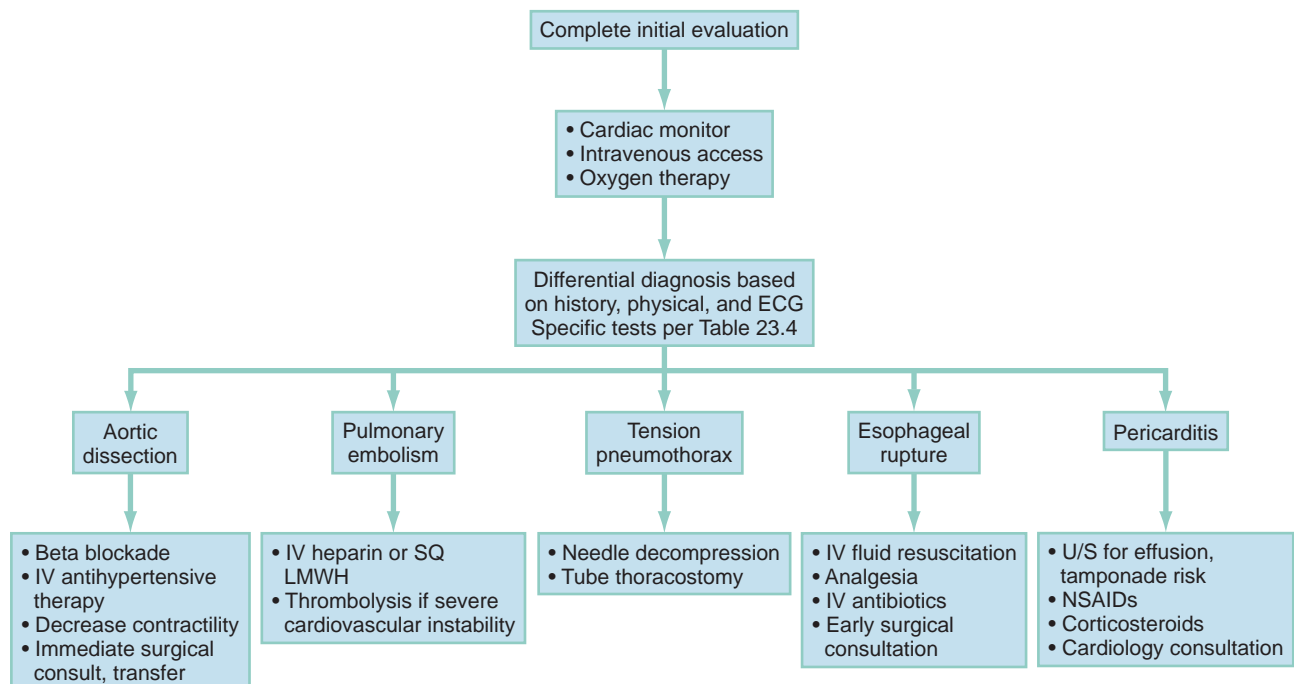 Complete initial evaluation
• Cardiac monitor
• Intravenous access
• Oxygen therapy
Differential diagnosis based
on history, physical, and ECG
Specific tests per Table 23.4
Aortic
dissection
Pulmonary
embolism
Tension
pneumothorax
Esophageal
rupture
Pericarditis
• Beta blockade
• IV antihypertensive
therapy
• Decrease contractility
• Immediate surgical
consult, transfer
• IV heparin or SQ
LMWH
• Thrombolysis if severe
cardiovascular instability
• Needle decompression
• Tube thoracostomy
• IV fluid resuscitation
• Analgesia
• IV antibiotics
• Early surgical
consultation
• U/S for effusion,
tamponade risk
• NSAIDs
• Corticosteroids
• Cardiology consultation